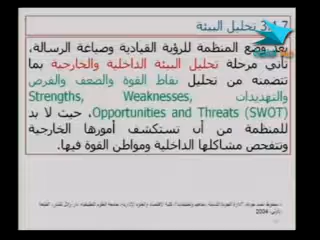 3.4.7 تحليل البيئة
بعد وضع المنظمة للرؤية القيادية وصياغة الرسالة،
تأتي مرحلة تحليل البيئة الداخلية والخارجية بما
تتضمنه من تحليل نقاط القوة والضعف والفرص
والتهديدات Strengths, Weaknesses,
Opportunities and Threats (SWOT)، حيث لا بد
للمنظمة من أن تستكشف أمورها الخارجية
وتتفحص مشاكلها الداخلية ومواطن القوة فيها.
2004